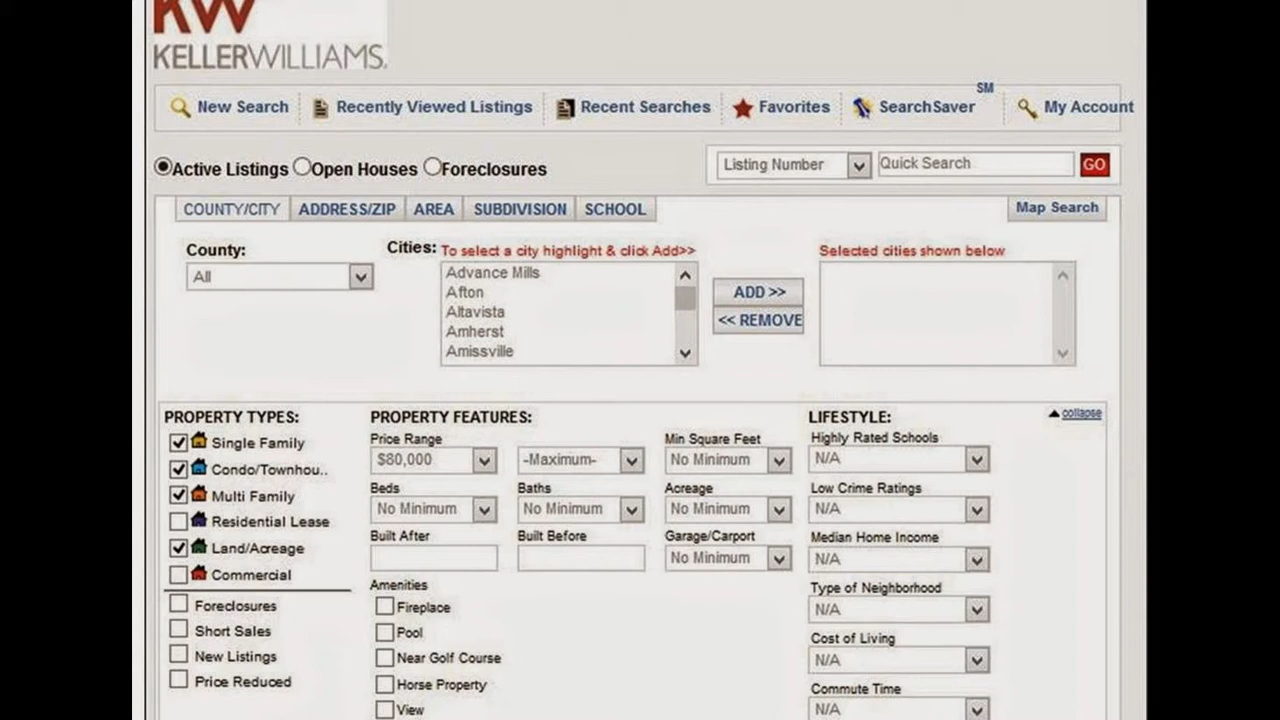 KW
KELLERWILLIAMS.
New Search Recently Viewed Listings Recent Searches Favorites SearchSaver SM My Account
Active Listings Open Houses Foreclosures Listing Number Quick Search GO
COUNTY/CITY ADDRESS/ZIP AREA SUBDIVISION SCHOOL Map Search
County: Cities: To select a city highlight & click Add>> Selected cities shown below
All
Advance Mills
Afton
Altavista
Amherst
Amissville
ADD >>
<< REMOVE
PROPERTY TYPES:
Single Family
Condo/Townhou..
Multi Family
Residential Lease
Land/Acreage
Commercial
Foreclosures
Short Sales
New Listings
Price Reduced
PROPERTY FEATURES:
Price Range Min Square Feet
$80,000 -Maximum- No Minimum
Beds Baths Acreage
No Minimum No Minimum No Minimum
Built After Built Before Garage/Carport
No Minimum
Amenities
Fireplace
Pool
Near Golf Course
Horse Property
View
LIFESTYLE: collapse
Highly Rated Schools
N/A
Low Crime Ratings
N/A
Median Home Income
N/A
Type of Neighborhood
N/A
Cost of Living
N/A
Commute Time
N/A